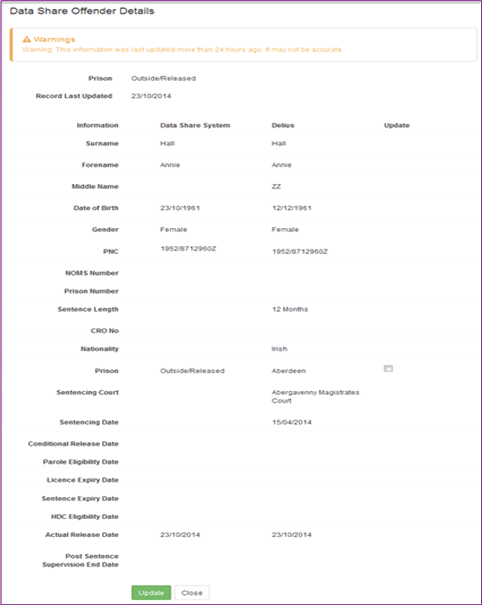 Data Share Offender Details
Warnings
Warning: This information was last updated more than 24 hours ago. It may not be accurate
Prison Outside/Released
Record Last Updated 23/10/2014
Information Data Share System Delius Update
Surname Hall Hall
Forename Annie Annie
Middle Name ZZ
Date of Birth 23/10/1961 12/12/1961
Gender Female Female
PNC 1952/8712960Z 1952/8712960Z
NOMS Number
Prison Number
Sentence Length 12 Months
CRO No
Nationality Irish
Prison Outside/Released Aberdeen
Sentencing Court Abergavenny Magistrates
Court
Sentencing Date 15/04/2014
Conditional Release Date
Parole Eligibility Date
Licence Expiry Date
Sentence Expiry Date
HDC Eligibility Date
Actual Release Date 23/10/2014 23/10/2014
Post Sentence
Supervision End Date
Update Close